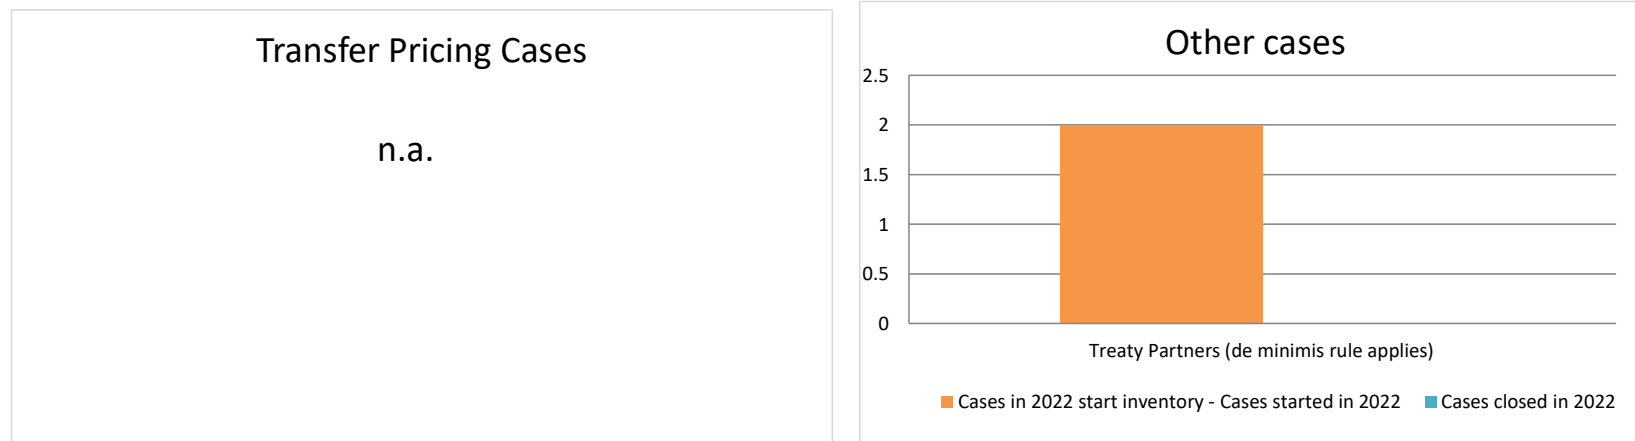 Transfer Pricing Cases
n.a.
Other cases
2.5
2
1.5
1
0.5
0
Treaty Partners (de minimis rule applies)
Cases in 2022 start inventory - Cases started in 2022
Cases closed in 2022